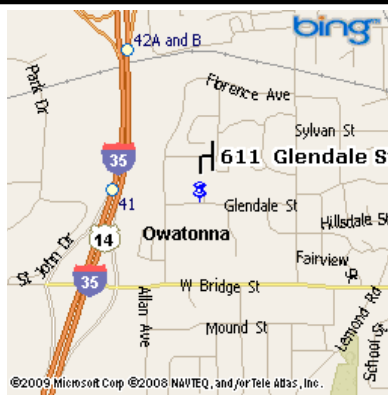 bing
42A and B
Park Dr
Florence Ave
Sylvan St
35
611 Glendale S
41
Glendale St
Hillsdale St
14
Owatonna
St John Dr
Fairview
35
W Bridge St
Allan Ave
Mound St
Lemond Rd
School St
©2009 Microsoft Corp ©2008 NAVTEQ, and/or Tele Atlas, Inc.